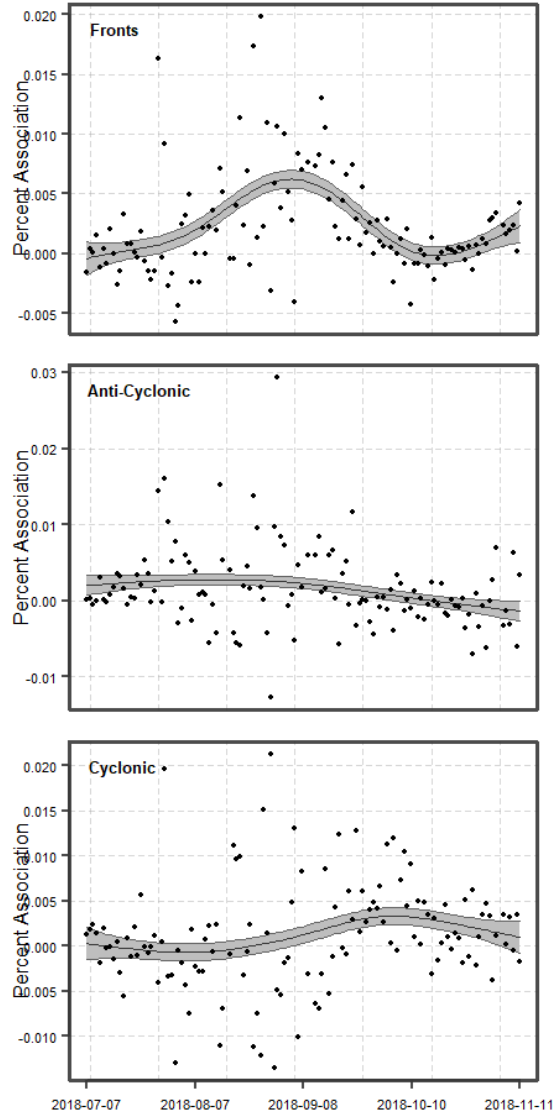 0.020
Fronts
0.015
0.010
0.005
0.000
-0.005
Percent Association
0.03
Anti-Cyclonic
0.02
0.01
0.00
-0.01
Percent Association
0.020
Cyclonic
0.015
0.010
0.005
0.000
0.005
-0.010
Percent Association
2018-07-07 2018-08-07 2018-09-08 2018-10-10 2018-11-11